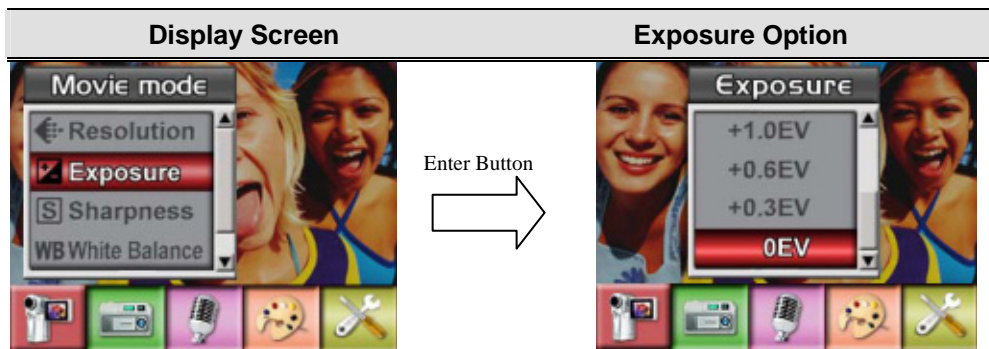 Display Screen
Exposure Option
Movie mode
Resolution
Exposure
S Sharpness
WB White Balance
Enter Button
Exposure
+1.0EV
+0.6EV
+0.3EV
0EV